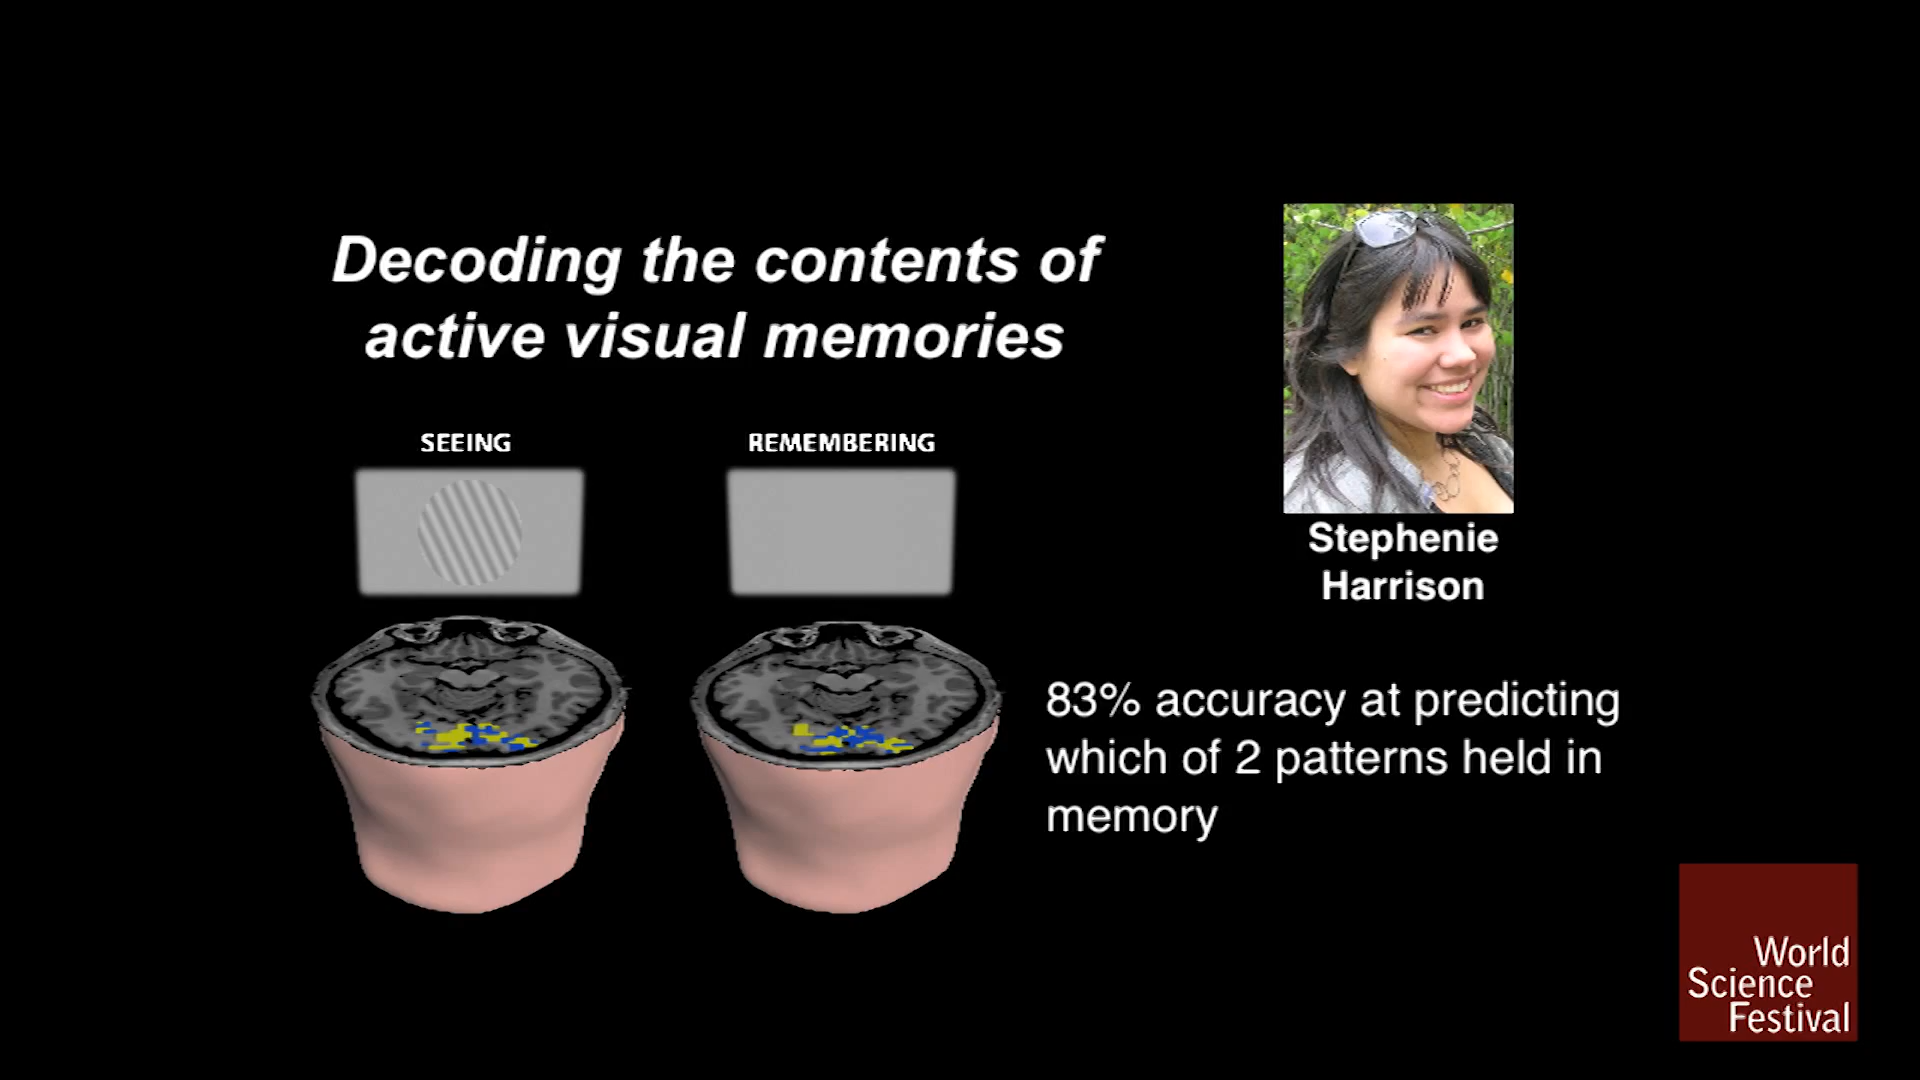 Decoding the contents of
active visual memories
SEEING
REMEMBERING
Stephenie
Harrison
83% accuracy at predicting
which of 2 patterns held in
memory
World
Science
Festival